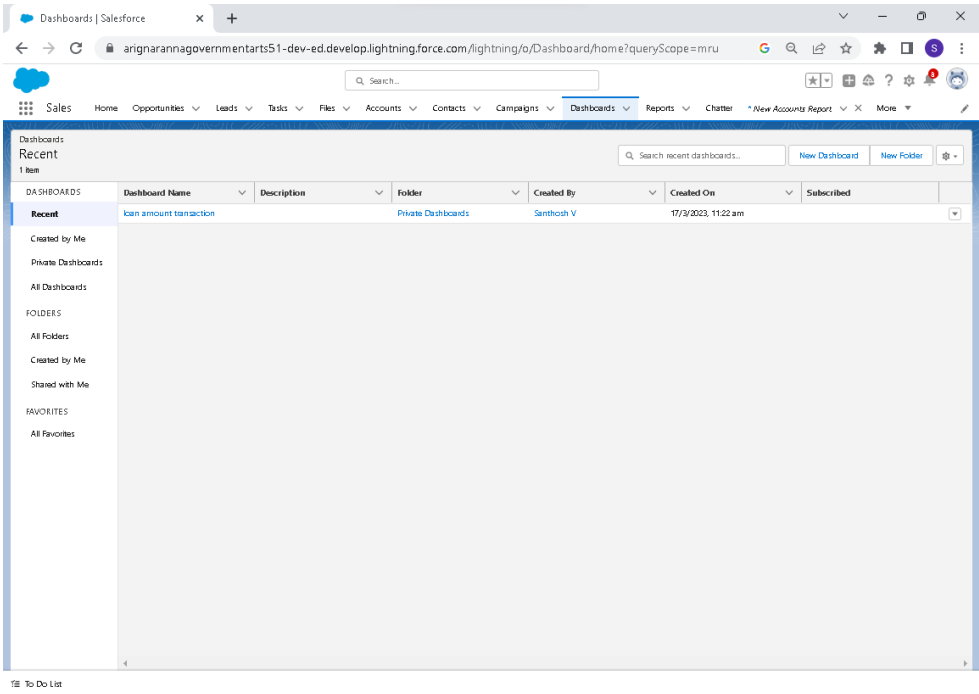 Dashboards | Salesforce
arignarannagovernmentarts51-dev-ed.develop.lightning.force.com/lightning/o/Dashboard/home?queryScope=mru
S
Search...
8
Sales Home Opportunities Leads Tasks Files Accounts Contacts Campaigns Dashboards Reports Chatter * New Accounts Report More
Dashboards
Recent
1 item
Search recent dashboards...
New Dashboard New Folder
DASHBOARDS
Dashboard Name Description Folder Created By Created On Subscribed
Recent
loan amount transaction Private Dashboards Santhosh V 17/3/2023, 11:22 am
Created by Me
Private Dashboards
All Dashboards
FOLDERS
All Folders
Created by Me
Shared with Me
FAVORITES
All Favorites
To Do List